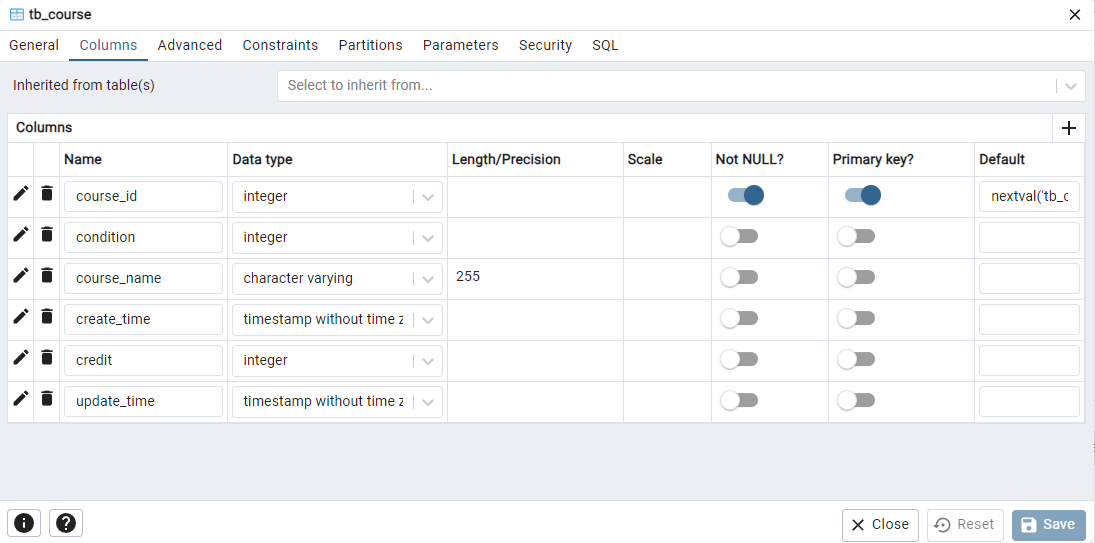 tb_course
General Columns Advanced Constraints Partitions Parameters Security SQL
Inherited from table(s) Select to inherit from...
Columns
Name Data type Length/Precision Scale Not NULL? Primary key? Default
course_id integer nextval('tb_c
condition integer
course_name character varying 255
create_time timestamp without time z
credit integer
update_time timestamp without time z
Close Reset Save